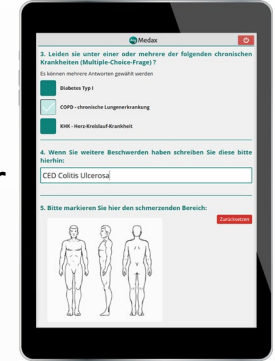 Medax
3. Leiden sie unter einer oder mehrere der folgenden chronischen
Krankheiten (Multiple-Choice-Frage) ?
Es können mehrere Antworten gewählt werden
Diabetes Typ I
COPD - chronische Lungenerkrankung
KHK - Herz-Kreislauf-Krankheit
4. Wenn Sie weitere Beschwerden haben schreiben Sie diese bitte
hierhin:
CED Colitis Ulcerosa
5. Bitte markieren Sie hier den schmerzenden Bereich:
Zurücksetzen
r